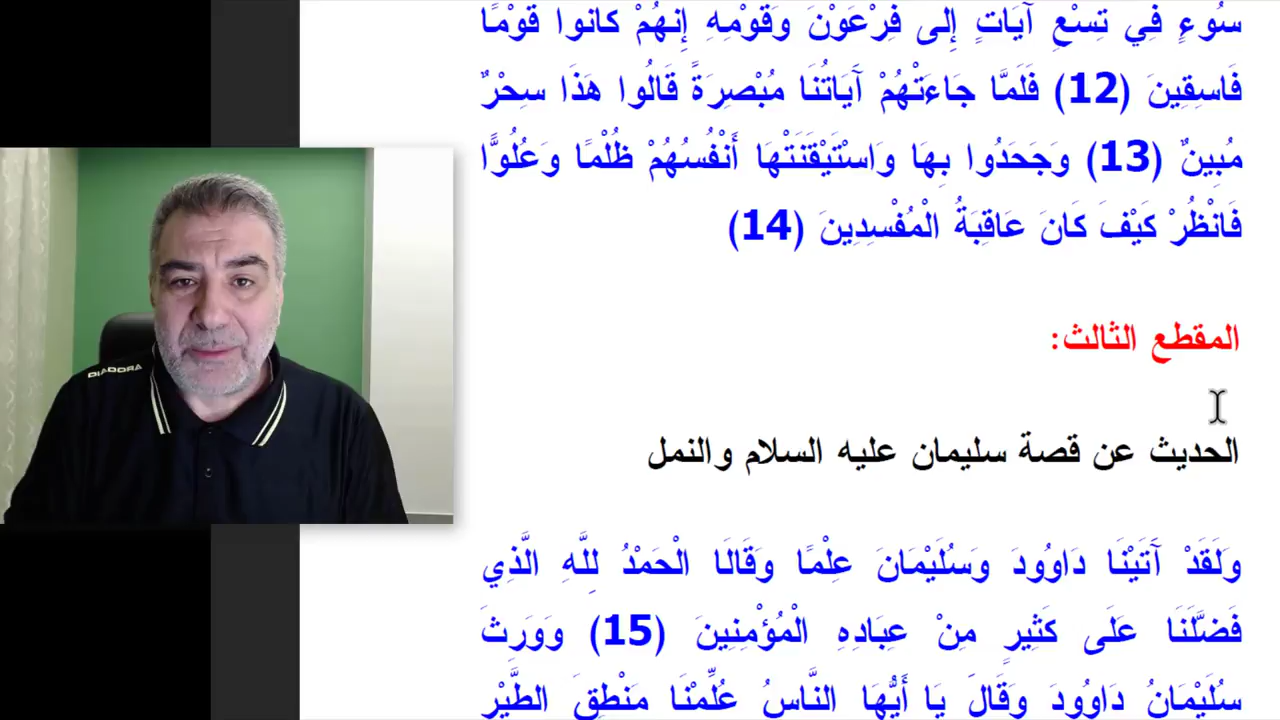 سُوءٍ فِي تِسْعِ آيَاتٍ إِلَى فِرْعَوْنَ وَقَوْمِهِ إِنَّهُمْ كَانُوا قَوْمًا
فَاسِقِينَ (12) فَلَمَّا جَاءَتْهُمْ آيَاتُنَا مُبْصِرَةً قَالُوا هَذَا سِحْرٌ
مُبِينٌ (13) وَجَحَدُوا بِهَا وَاسْتَيْقَنَتْهَا أَنْفُسُهُمْ ظُلْمًا وَعُلُوًّا
فَانْظُرْ كَيْفَ كَانَ عَاقِبَةُ الْمُفْسِدِينَ (14)
المقطع الثالث:
الحديث عن قصة سليمان عليه السلام والنمل
وَلَقَدْ آتَيْنَا دَاوُودَ وَسُلَيْمَانَ عِلْمًا وَقَالَا الْحَمْدُ لِلَّهِ الَّذِي
فَضَّلَنَا عَلَى كَثِيرٍ مِنْ عِبَادِهِ الْمُؤْمِنِينَ (15) وَوَرِثَ
سُلَيْمَانُ دَاوُودَ وَقَالَ يَا أَيُّهَا النَّاسُ عُلِّمْنَا مَنْطِقَ الطَّيْرِ
DIADORA